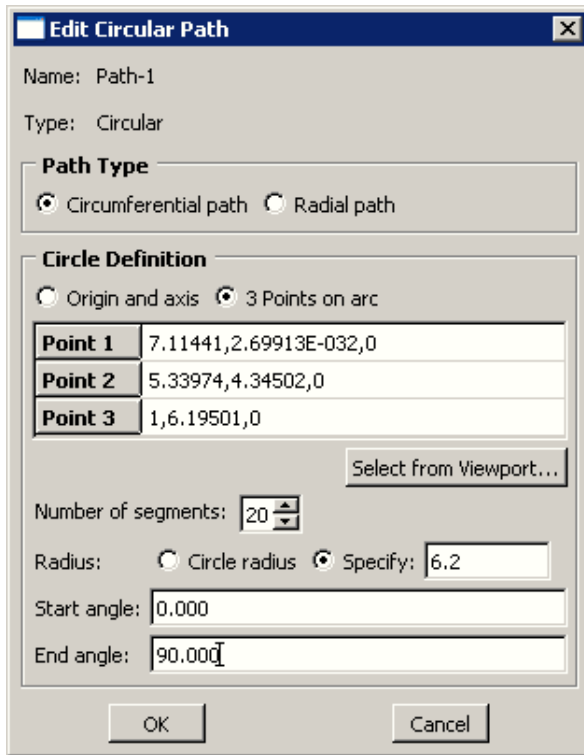 Edit Circular Path
Name: Path-1
Type: Circular
Path Type
Circumferential path Radial path
Circle Definition
Origin and axis 3 Points on arc
Point 1 7.11441,2.69913E-032,0
Point 2 5.33974,4.34502,0
Point 3 1,6.19501,0
Select from Viewport...
Number of segments: 20
Radius: Circle radius Specify: 6.2
Start angle: 0.000
End angle: 90.000
OK Cancel